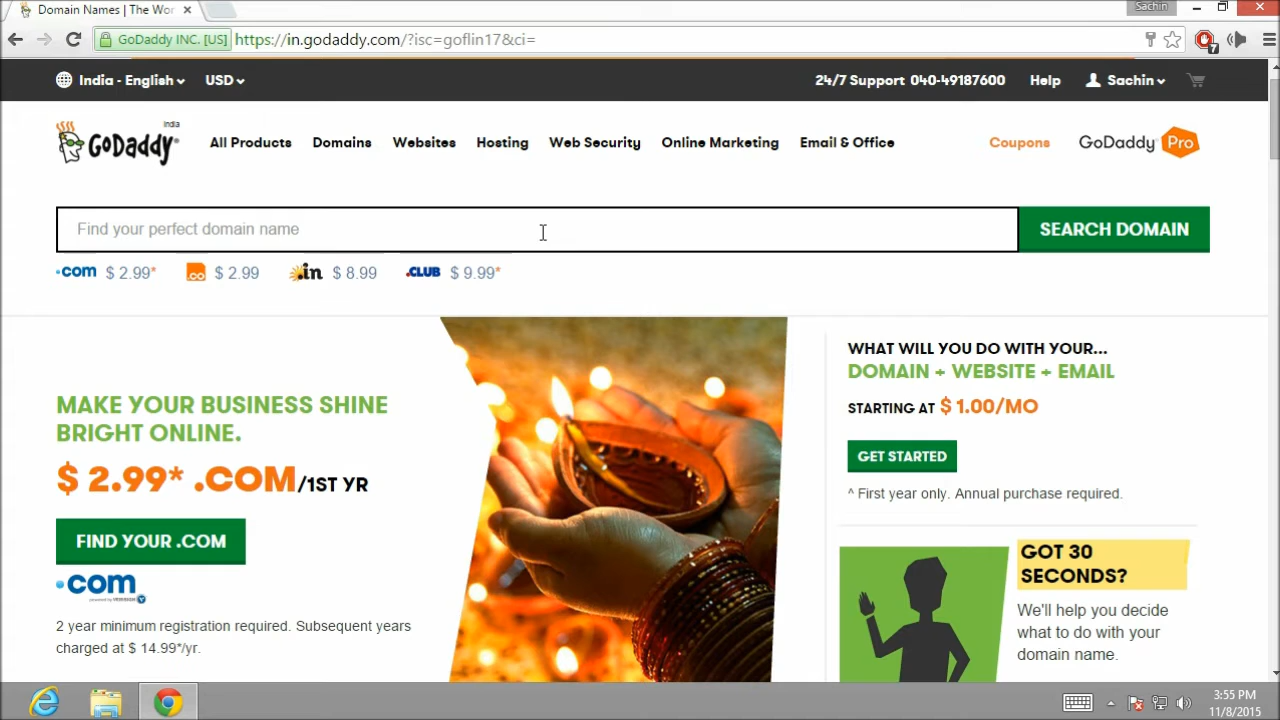 Domain Names | The Wor
Sachin
GoDaddy INC. [US]
https://in.godaddy.com/?isc=goflin17&ci=
7
India - English
USD
24/7 Support 040-49187600
Help
Sachin
India
GoDaddy
All Products
Domains
Websites
Hosting
Web Security
Online Marketing
Email & Office
Coupons
GoDaddy Pro
Find your perfect domain name
SEARCH DOMAIN
.com $ 2.99*
$ 2.99
.in $ 8.99
.CLUB $ 9.99*
MAKE YOUR BUSINESS SHINE
BRIGHT ONLINE.
$ 2.99* .COM/1ST YR
FIND YOUR .COM
.com
2 year minimum registration required. Subsequent years
charged at $ 14.99*/yr.
WHAT WILL YOU DO WITH YOUR...
DOMAIN + WEBSITE + EMAIL
STARTING AT $ 1.00/MO
GET STARTED
^ First year only. Annual purchase required.
GOT 30
SECONDS?
We'll help you decide
what to do with your
domain name.
3:55 PM
11/8/2015